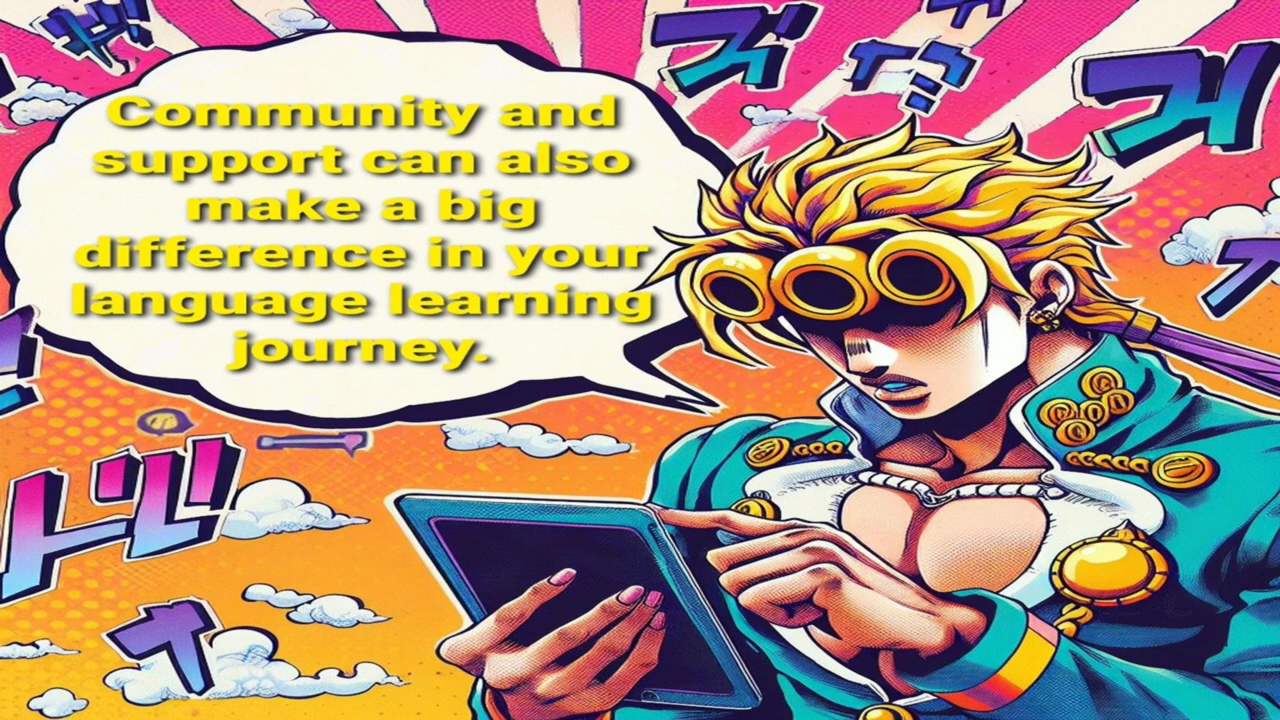 Community and
support can also
make a big
difference in your
language learning
journey.